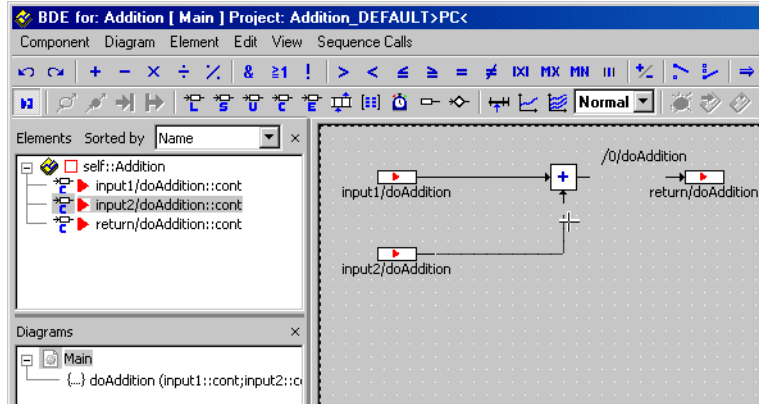 BDE for: Addition [ Main ] Project: Addition_DEFAULT>PC<
Component Diagram Element Edit View Sequence Calls
+ − × ÷ % & ≥1 ! > < ≤ ≥ = ≠ |X| MX MN
Normal
Elements Sorted by Name ×
self::Addition
input1/doAddition::cont
input2/doAddition::cont
return/doAddition::cont
Diagrams ×
Main
{...} doAddition (input1::cont;input2::c
/0/doAddition
input1/doAddition
return/doAddition
input2/doAddition